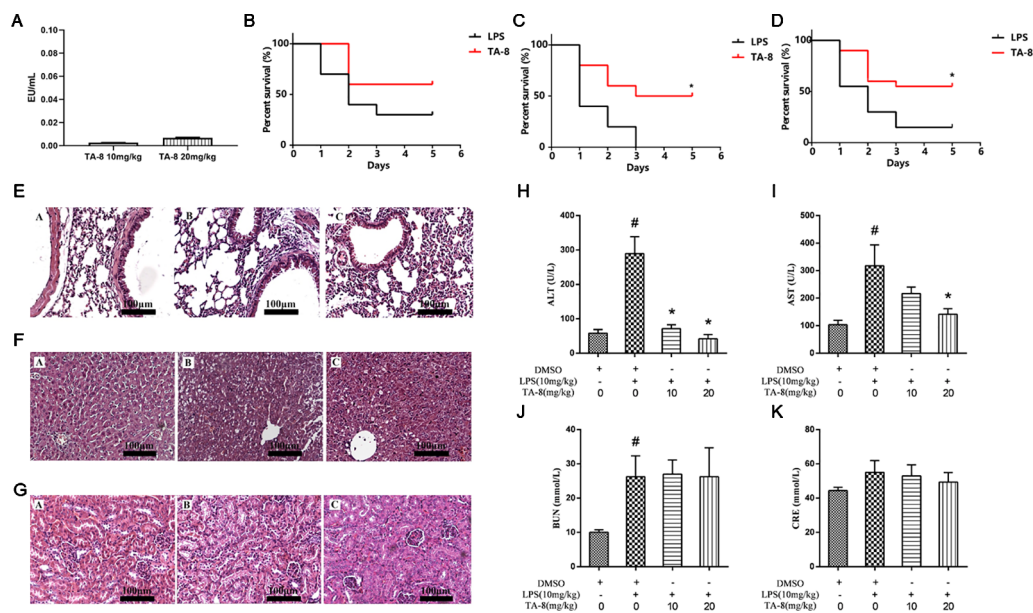 A
EU/mL
0.10
0.08
0.06
0.04
0.02
0.00
TA-8 10mg/kg TA-8 20mg/kg
B
LPS
TA-8
Percent survival (%)
100
50
0 1 2 3 4 5 6
Days
C
LPS
TA-8
Percent survival (%)
100
50
*
0 1 2 3 4 5 6
Days
D
LPS
TA-8
Percent survival (%)
100
50
*
0 1 2 3 4 5 6
Days
E
A B C
100μm 100μm 100μm
F
A B C
100μm 100μm 100μm
G
A B C
100μm 100μm 100μm
H
ALT (U/L)
400
300
200
100
0
# * *
DMSO + + - -
LPS(10mg/kg) - + + +
TA-8(mg/kg) 0 0 10 20
I
AST (U/L)
500
400
300
200
100
0
# *
DMSO + + - -
LPS(10mg/kg) - + + +
TA-8(mg/kg) 0 0 10 20
J
BUN (mmol/L)
40
30
20
10
0
#
DMSO + + - -
LPS(10mg/kg) - + + +
TA-8(mg/kg) 0 0 10 20
K
CRE (mmol/L)
80
60
40
20
0
DMSO + + - -
LPS(10mg/kg) - + + +
TA-8(mg/kg) 0 0 10 20